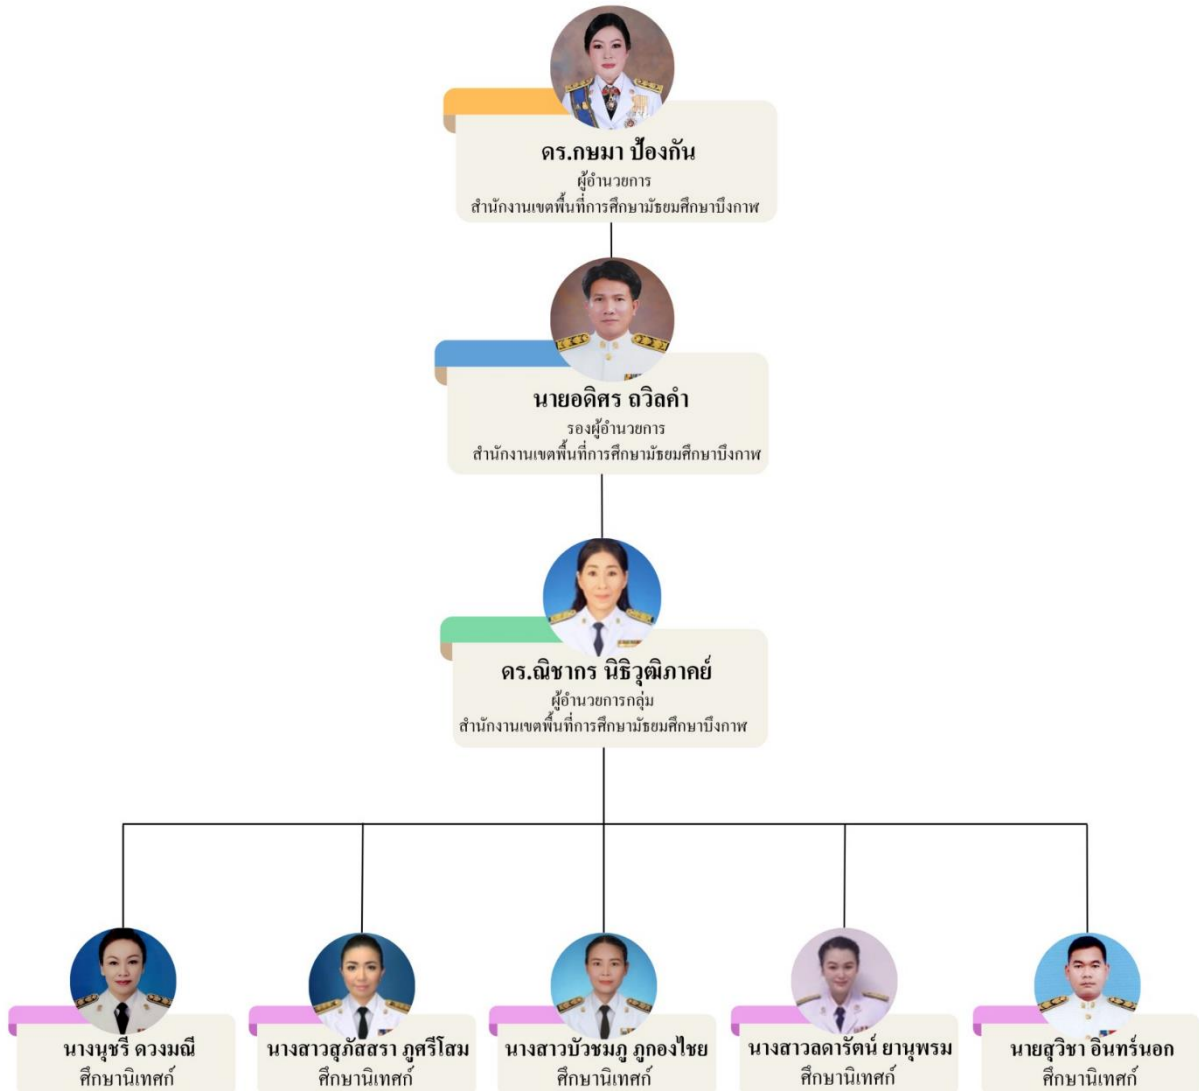 ดร.กษมา ป้องกัน
ผู้อำนวยการ
สำนักงานเขตพื้นที่การศึกษามัธยมศึกษาบึงกาฬ
นายอดิศร ถวิลคำ
รองผู้อำนวยการ
สำนักงานเขตพื้นที่การศึกษามัธยมศึกษาบึงกาฬ
ดร.ณิชากร นิธิวุฒิภาคย์
ผู้อำนวยการกลุ่ม
สำนักงานเขตพื้นที่การศึกษามัธยมศึกษาบึงกาฬ
นางนุชรี ดวงมณี
ศึกษานิเทศก์
นางสาวสุภัสสรา ภูศรีโสม
ศึกษานิเทศก์
นางสาวบัวชมภู ภูกองไชย
ศึกษานิเทศก์
นางสาวลดารัตน์ ยานุพรม
ศึกษานิเทศก์
นายสุวิชา อินทร์นอก
ศึกษานิเทศก์